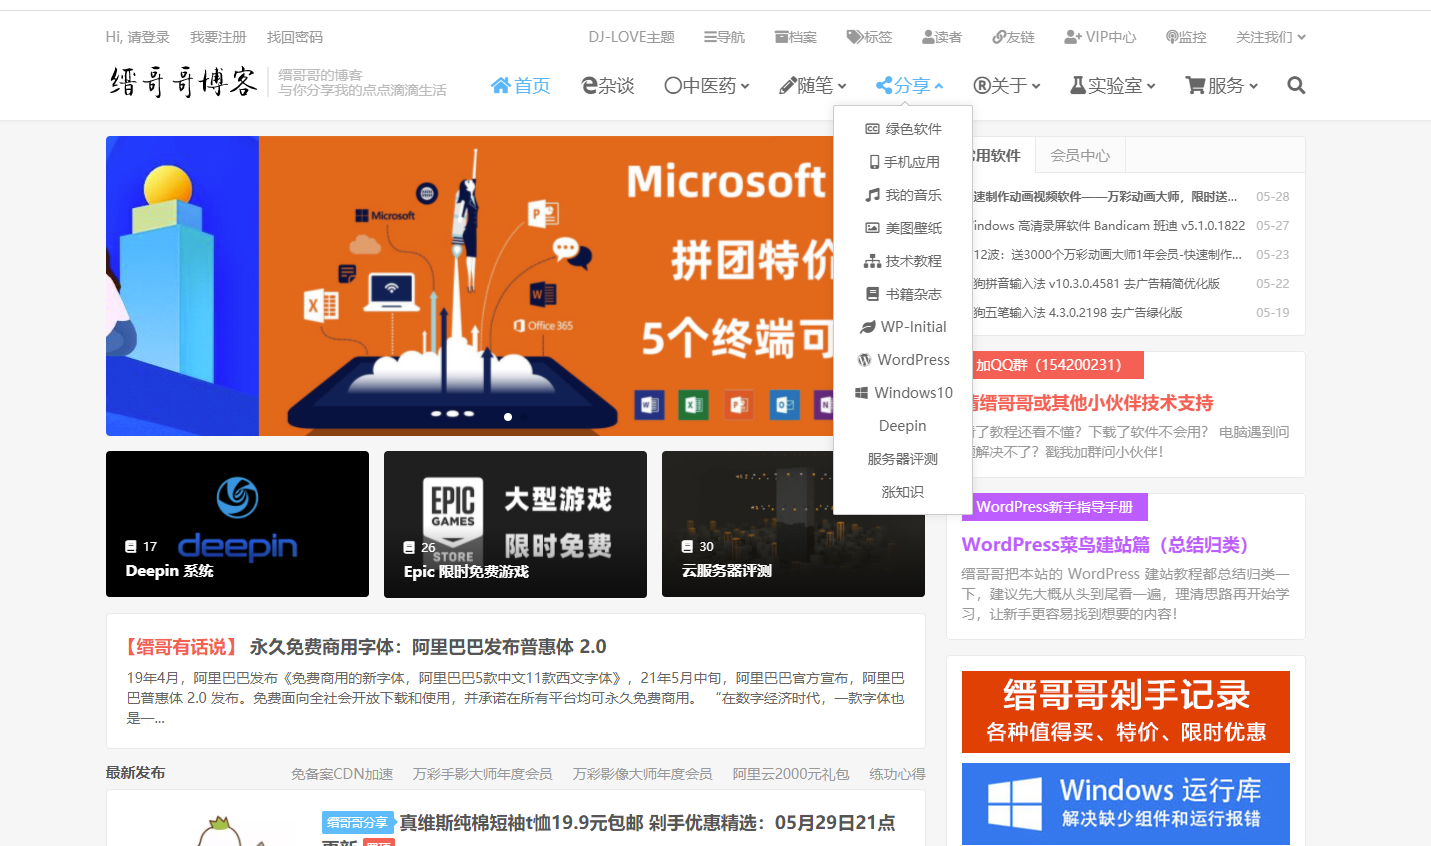 Hi, 请登录 我要注册 找回密码
DJ-LOVE主题 导航 档案 标签 读者 友链 VIP中心 监控 关注我们
缙哥哥博客
缙哥哥的博客
与你分享我的点点滴滴生活
首页 杂谈 中医药 随笔 分享 关于 实验室 服务
绿色软件
手机应用
我的音乐
美图壁纸
技术教程
书籍杂志
WP-Initial
WordPress
Windows10
Deepin
服务器评测
涨知识
Microsoft
拼团特价
5个终端可
Microsoft
Office 365
用软件 会员中心
速制作动画视频软件——万彩动画大师，限时送... 05-28
indows 高清录屏软件 Bandicam 班迪 v5.1.0.1822 05-27
12波：送3000个万彩动画大师1年会员-快速制作... 05-23
狗拼音输入法 v10.3.0.4581 去广告精简优化版 05-22
狗五笔输入法 4.3.0.2198 去广告绿化版 05-19
加QQ群（154200231）
缙哥哥或其他小伙伴技术支持
了教程还看不懂？下载了软件不会用？ 电脑遇到问
解决不了？戳我加群问小伙伴！
WordPress新手指导手册
WordPress菜鸟建站篇（总结归类）
缙哥哥把本站的 WordPress 建站教程都总结归类一
下，建议先大概从头到尾看一遍，理清思路再开始学
习，让新手更容易找到想要的内容！
deepin
17
Deepin 系统
EPIC
GAMES
STORE
大型游戏
限时免费
26
Epic 限时免费游戏
30
云服务器评测
【缙哥有话说】 永久免费商用字体：阿里巴巴发布普惠体 2.0
19年4月，阿里巴巴发布《免费商用的新字体，阿里巴巴5款中文11款西文字体》，21年5月中旬，阿里巴巴官方宣布，阿里巴
巴普惠体 2.0 发布。免费面向全社会开放下载和使用，并承诺在所有平台均可永久免费商用。 “在数字经济时代，一款字体也
是一...
最新发布 免备案CDN加速 万彩手影大师年度会员 万彩影像大师年度会员 阿里云2000元礼包 练功心得
缙哥哥分享 真维斯纯棉短袖t恤19.9元包邮 剁手优惠精选：05月29日21点
更新
缙哥哥剁手记录
各种值得买、特价、限时优惠
Windows 运行库
解决缺少组件和运行报错